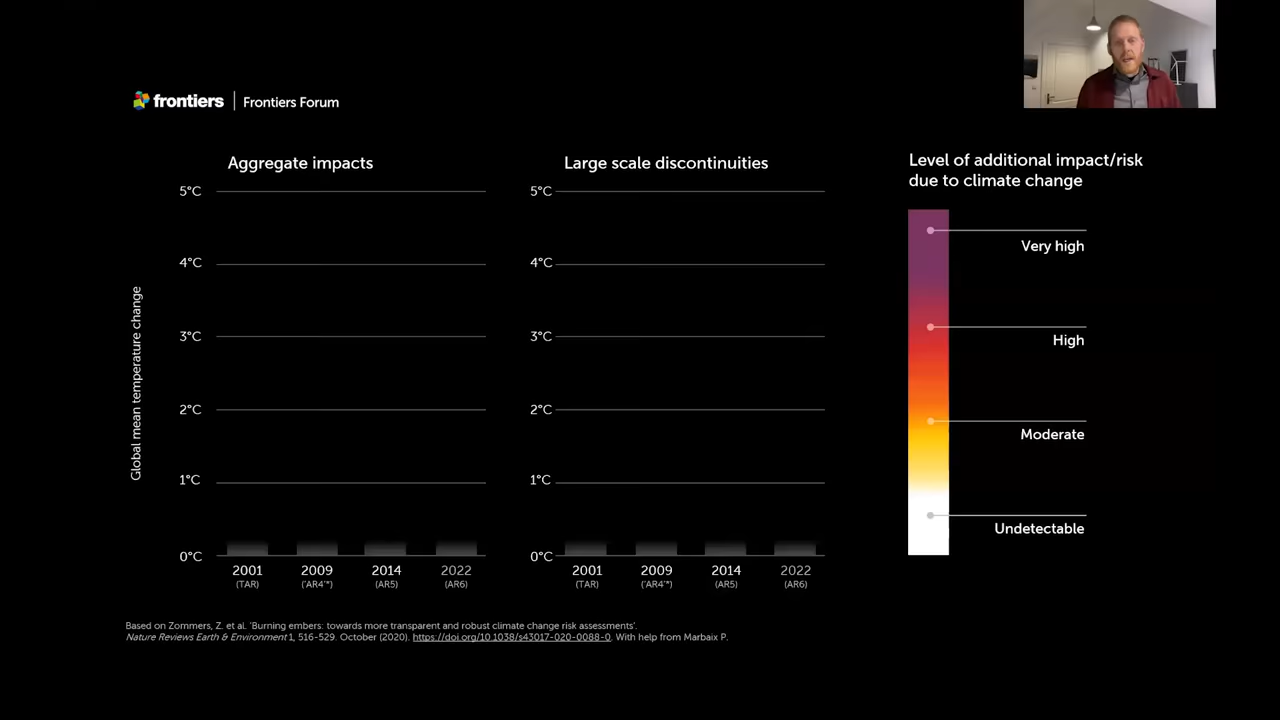 frontiers | Frontiers Forum
Aggregate impacts
Large scale discontinuities
Level of additional impact/risk
due to climate change
Global mean temperature change
5°C
4°C
3°C
2°C
1°C
0°C
2001
(TAR)
2009
('AR4'*)
2014
(AR5)
2022
(AR6)
5°C
4°C
3°C
2°C
1°C
0°C
2001
(TAR)
2009
('AR4'*)
2014
(AR5)
2022
(AR6)
Very high
High
Moderate
Undetectable
Based on Zommers, Z. et al. 'Burning embers: towards more transparent and robust climate change risk assessments'.
Nature Reviews Earth & Environment 1, 516-529. October (2020). https://doi.org/10.1038/s43017-020-0088-0. With help from Marbaix P.